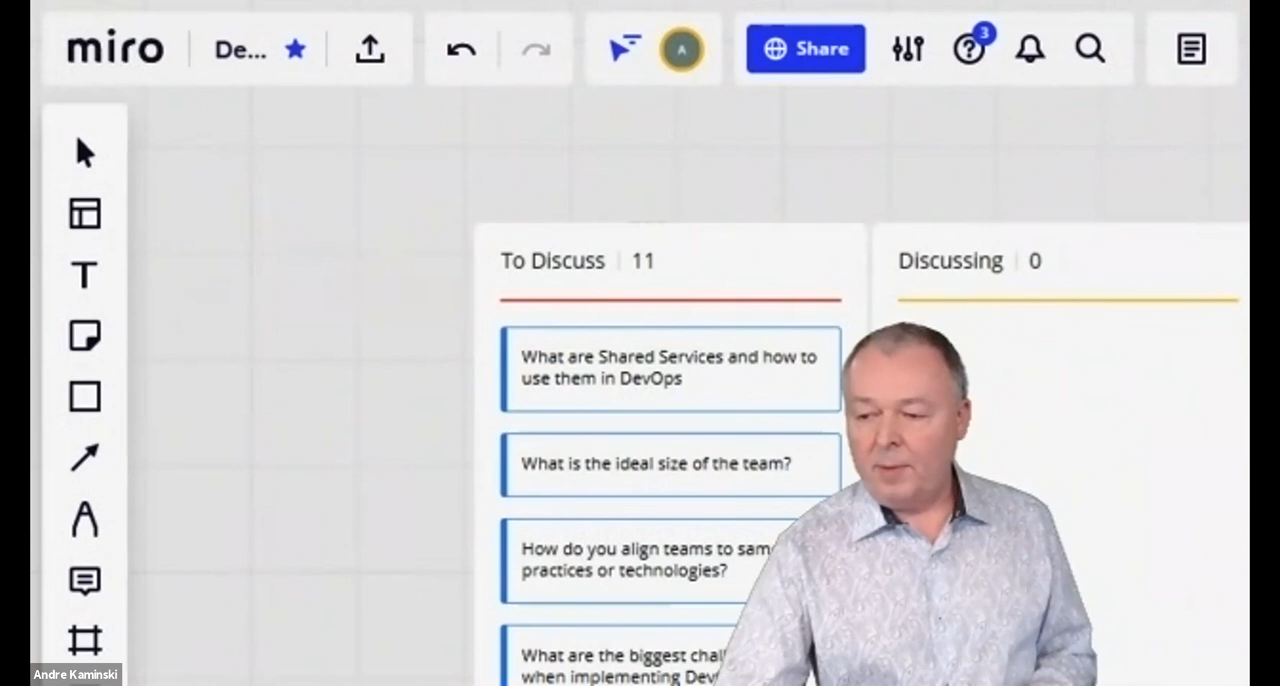 miro
De...
A
Share
3
To Discuss 11
Discussing 0
What are Shared Services and how to
use them in DevOps
What is the ideal size of the team?
How do you align teams to sam
practices or technologies?
What are the biggest chal
when implementing Dev
Andre Kaminski